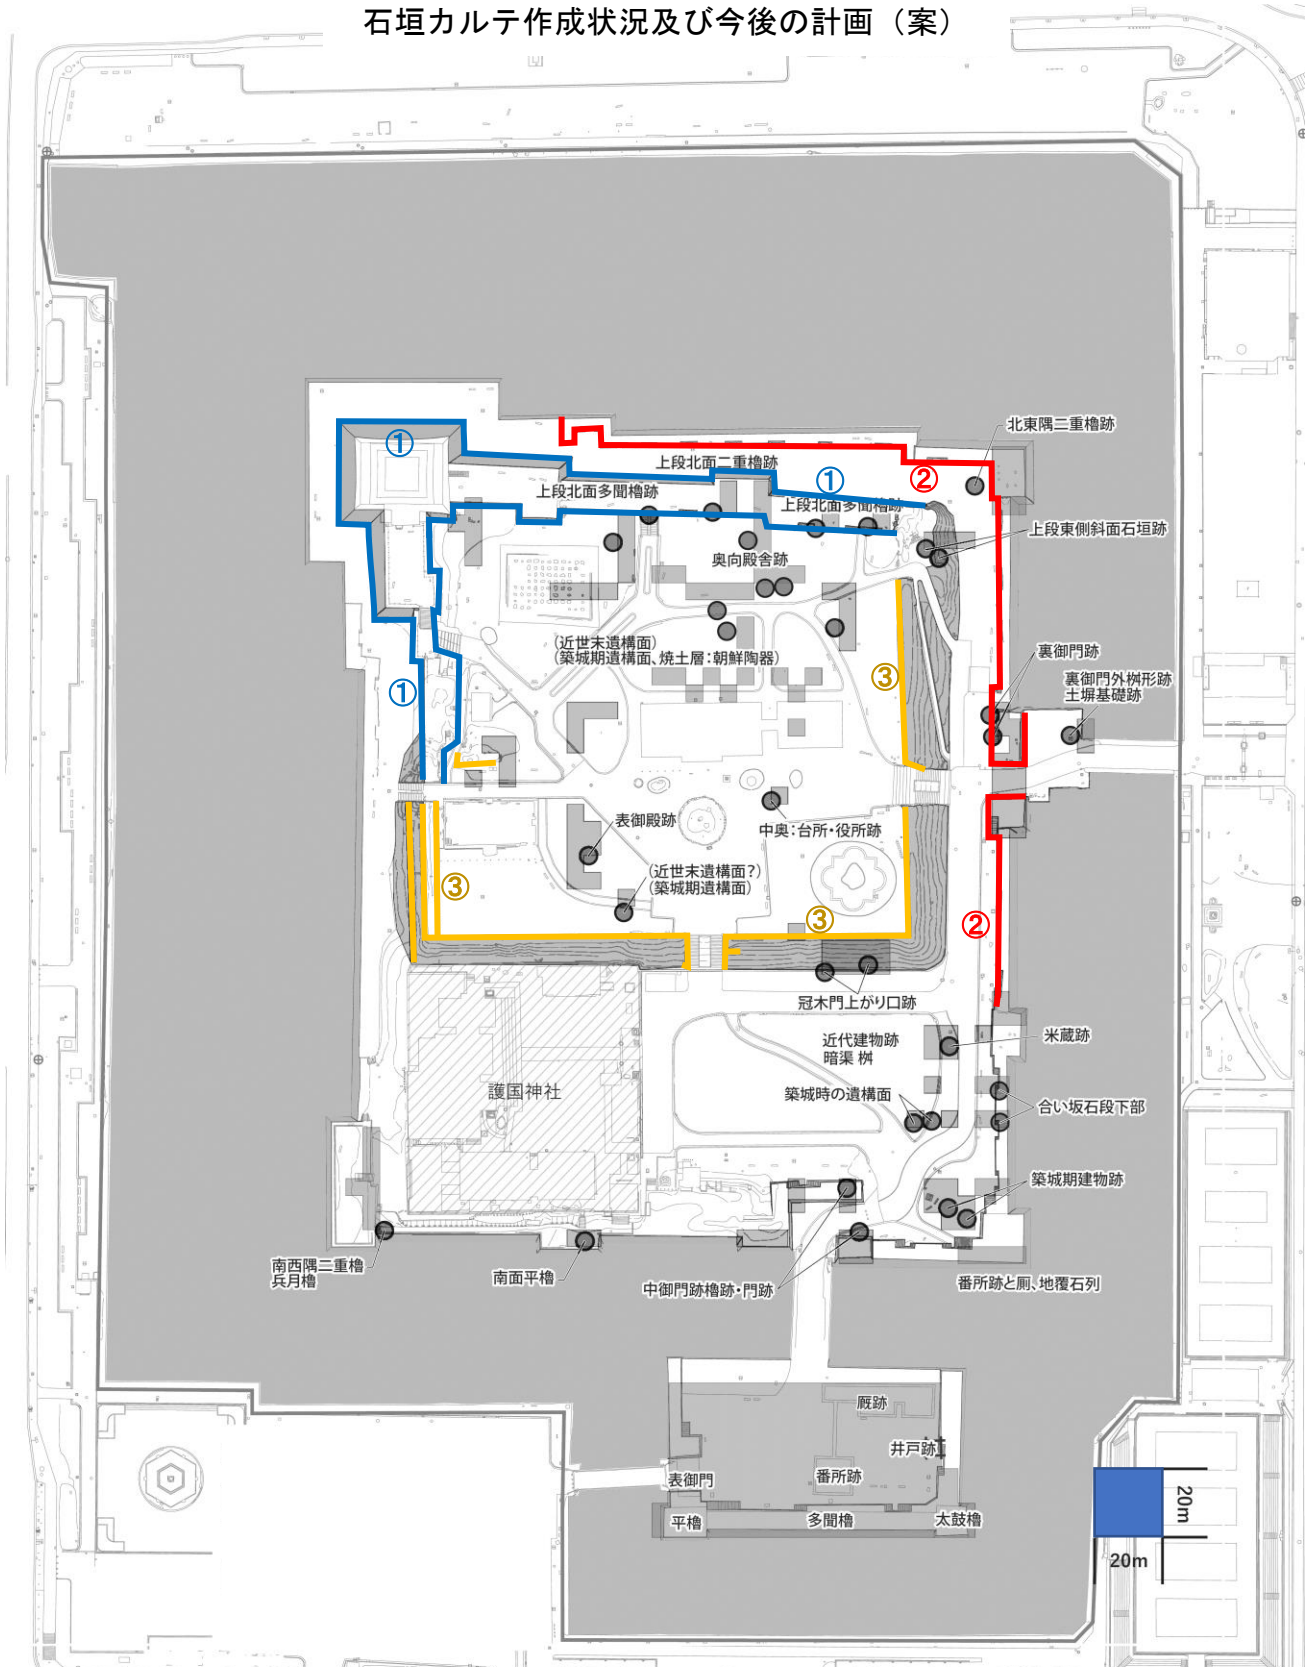 石垣カルテ作成状況及び今後の計画（案）
北東隅二重櫓跡
①
上段北面二重櫓跡
①
②
上段北面多聞櫓跡
上段北面多聞櫓跡
上段東側斜面石垣跡
奥向殿舎跡
(近世末遺構面)
(築城期遺構面、焼土層:朝鮮陶器)
裏御門跡
③
裏御門外桝形跡
土塀基礎跡
①
表御殿跡
中奥:台所・役所跡
(近世末遺構面?)
(築城期遺構面)
③
③
②
冠木門上がり口跡
近代建物跡
暗渠 桝
米蔵跡
護国神社
築城時の遺構面
合い坂石段下部
築城期建物跡
南西隅二重櫓
兵月櫓
南面平櫓
中御門跡櫓跡・門跡
番所跡と厠、地覆石列
厩跡
井戸跡
表御門
番所跡
平櫓
多聞櫓
太鼓櫓
20m
20m